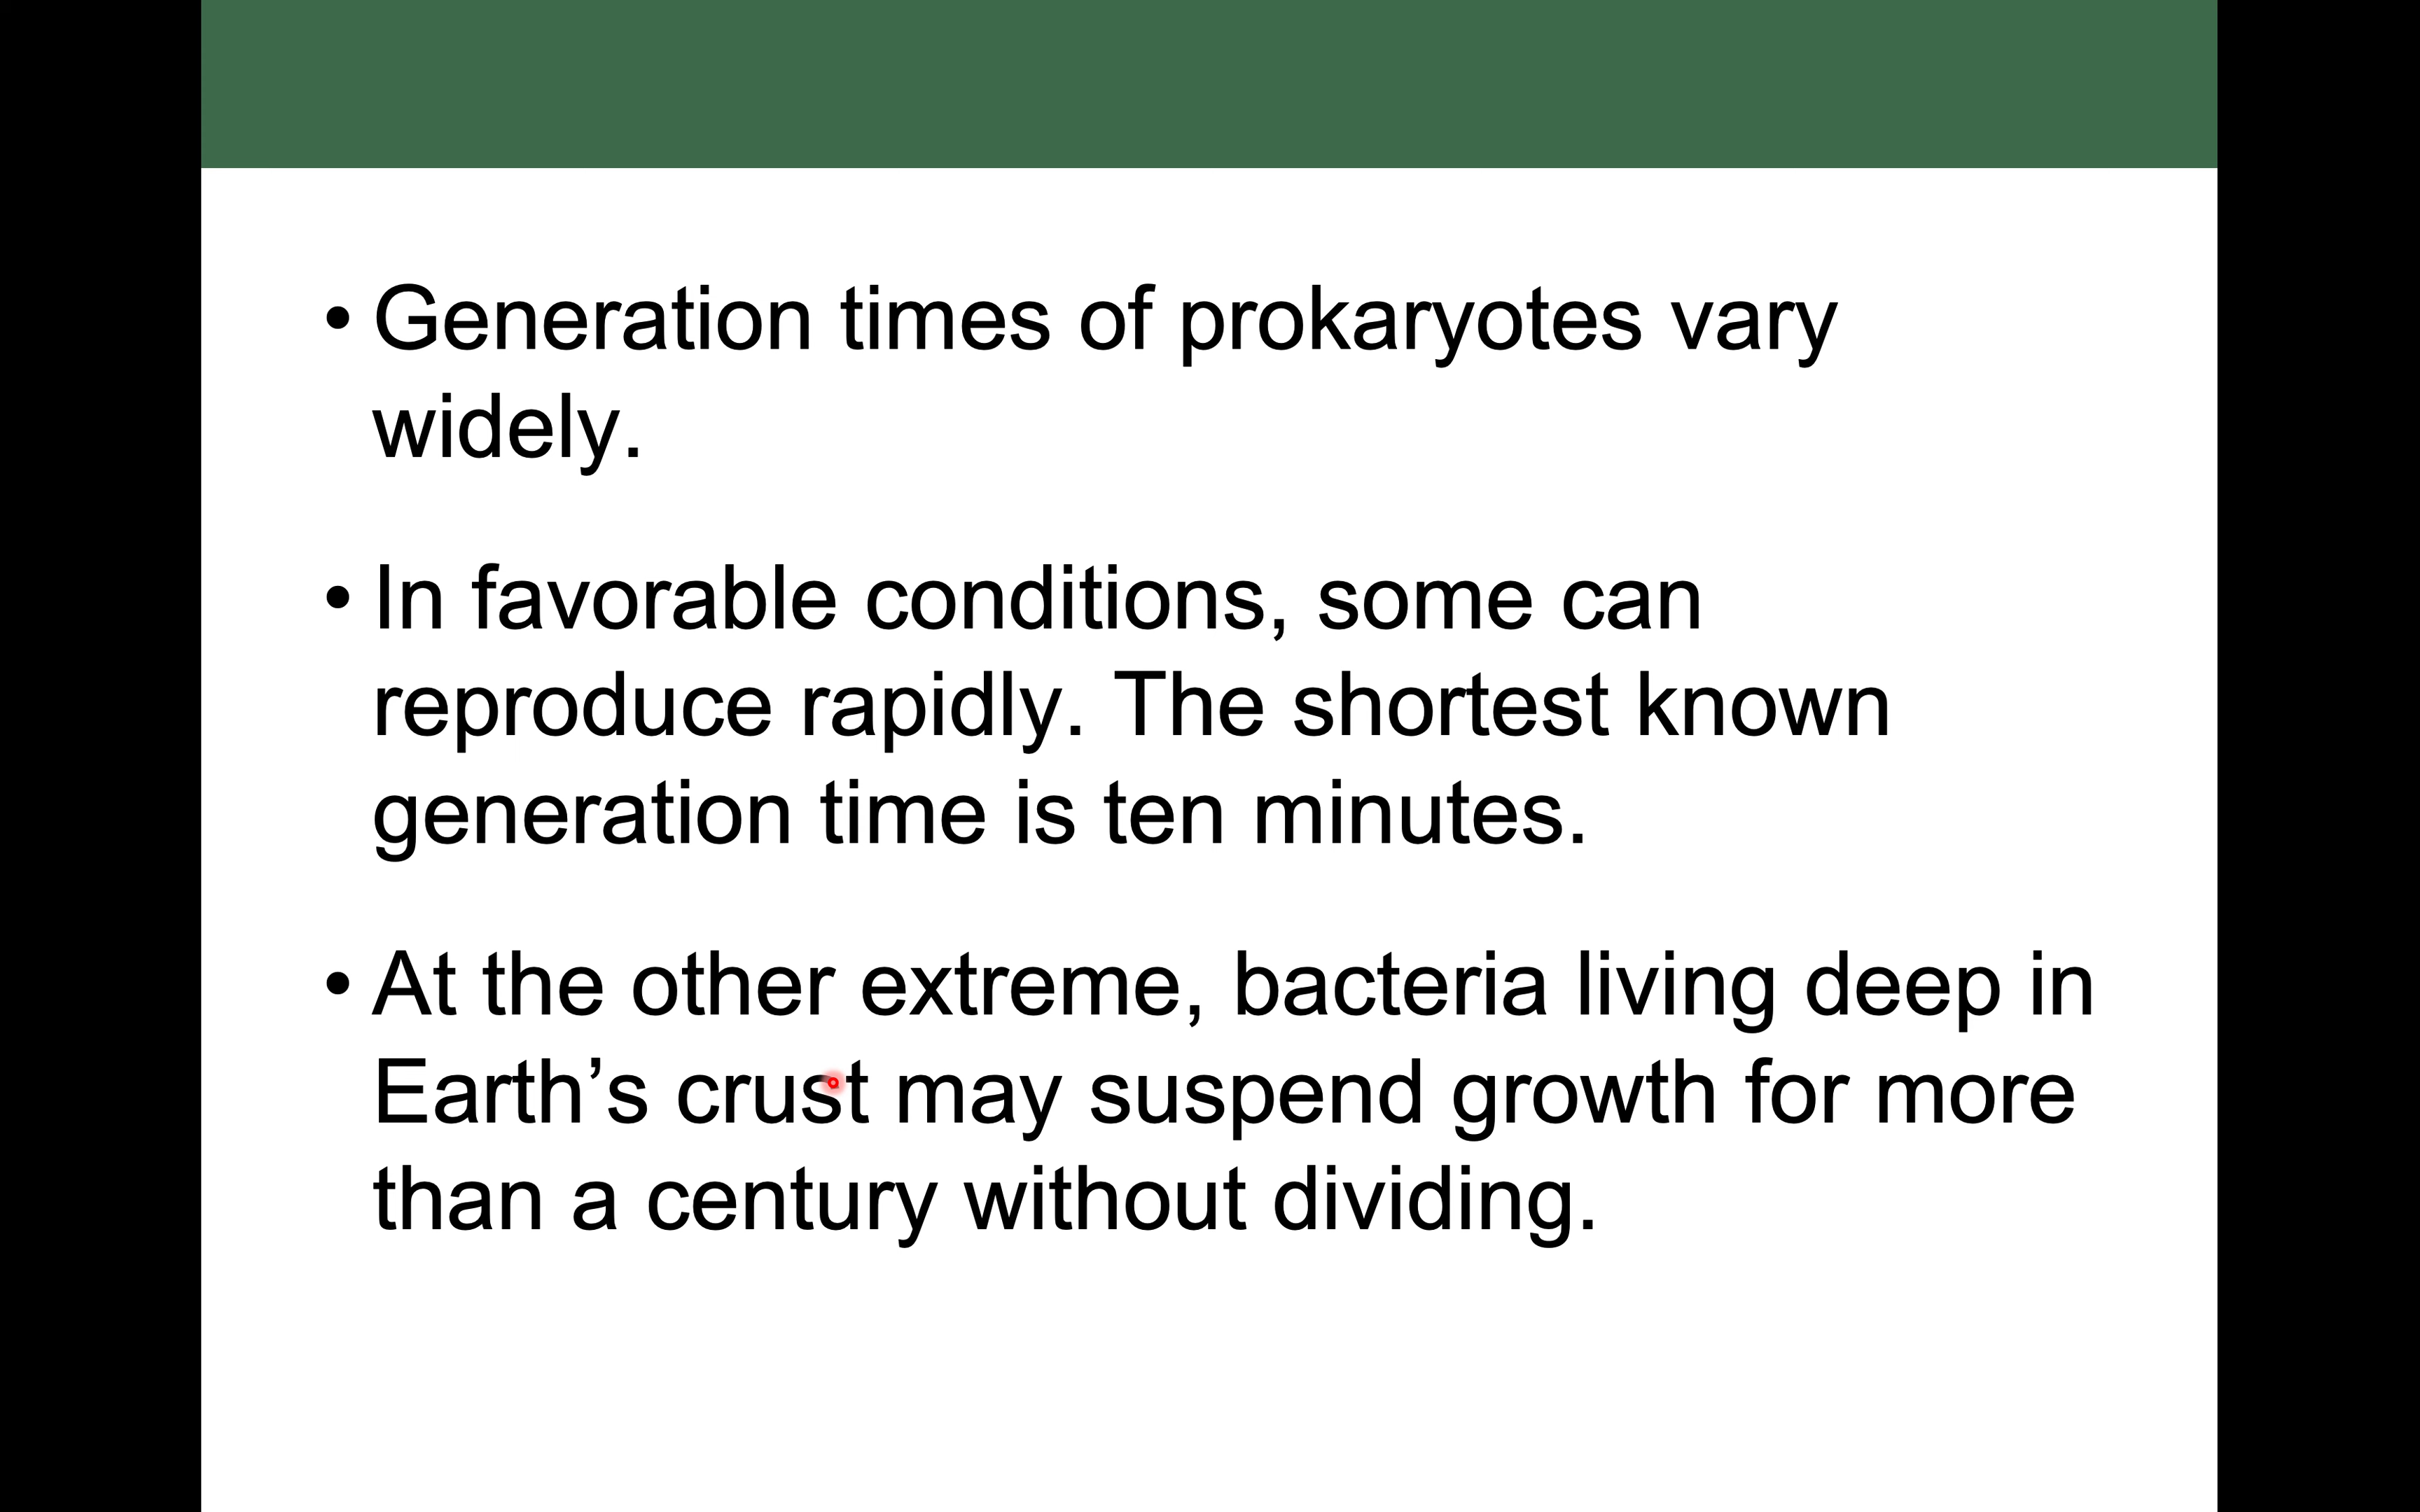 • Generation times of prokaryotes vary
widely.
• In favorable conditions, some can
reproduce rapidly. The shortest known
generation time is ten minutes.
• At the other extreme, bacteria living deep in
Earth’s crust may suspend growth for more
than a century without dividing.